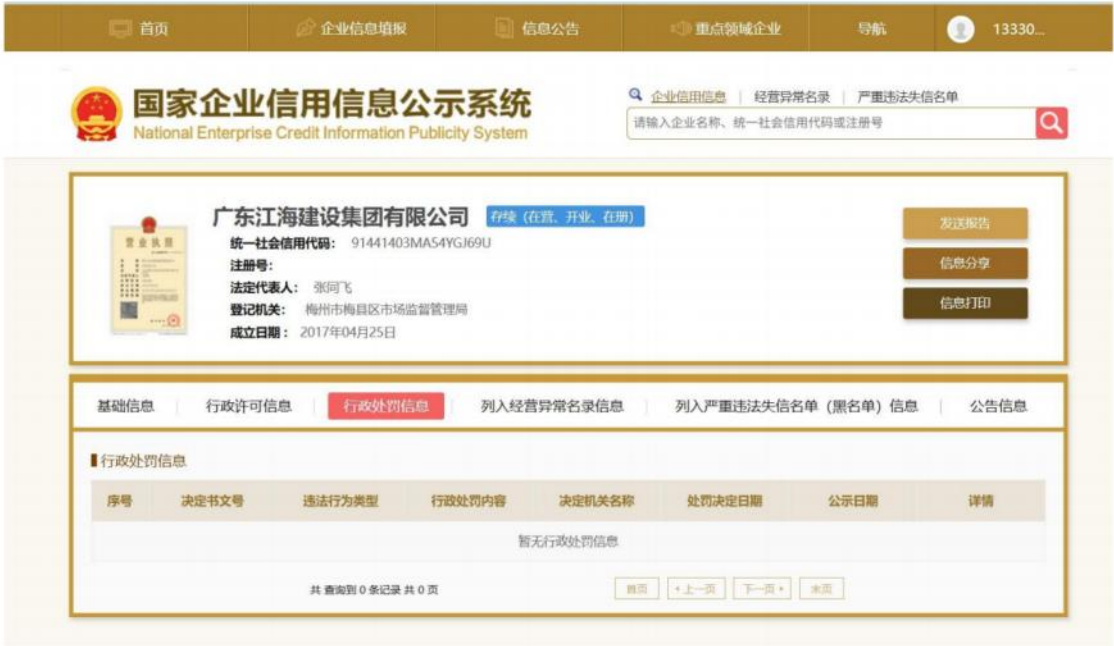 首页 企业信息填报 信息公告 重点领域企业 导航 13330...
国家企业信用信息公示系统
National Enterprise Credit Information Publicity System
企业信用信息 | 经营异常名录 | 严重违法失信名单
请输入企业名称、统一社会信用代码或注册号
营业执照
广东江海建设集团有限公司 存续（在营、开业、在册）
统一社会信用代码： 91441403MA54YGJ69U
注册号：
法定代表人： 张问飞
登记机关： 梅州市梅县区市场监督管理局
成立日期： 2017年04月25日
发送报告
信息分享
信息打印
基础信息 | 行政许可信息 | 行政处罚信息 | 列入经营异常名录信息 | 列入严重违法失信名单（黑名单）信息 | 公告信息
行政处罚信息
序号 决定书文号 违法行为类型 行政处罚内容 决定机关名称 处罚决定日期 公示日期 详情
暂无行政处罚信息
共 查询到 0 条记录 共 0 页 首页 上一页 下一页 末页